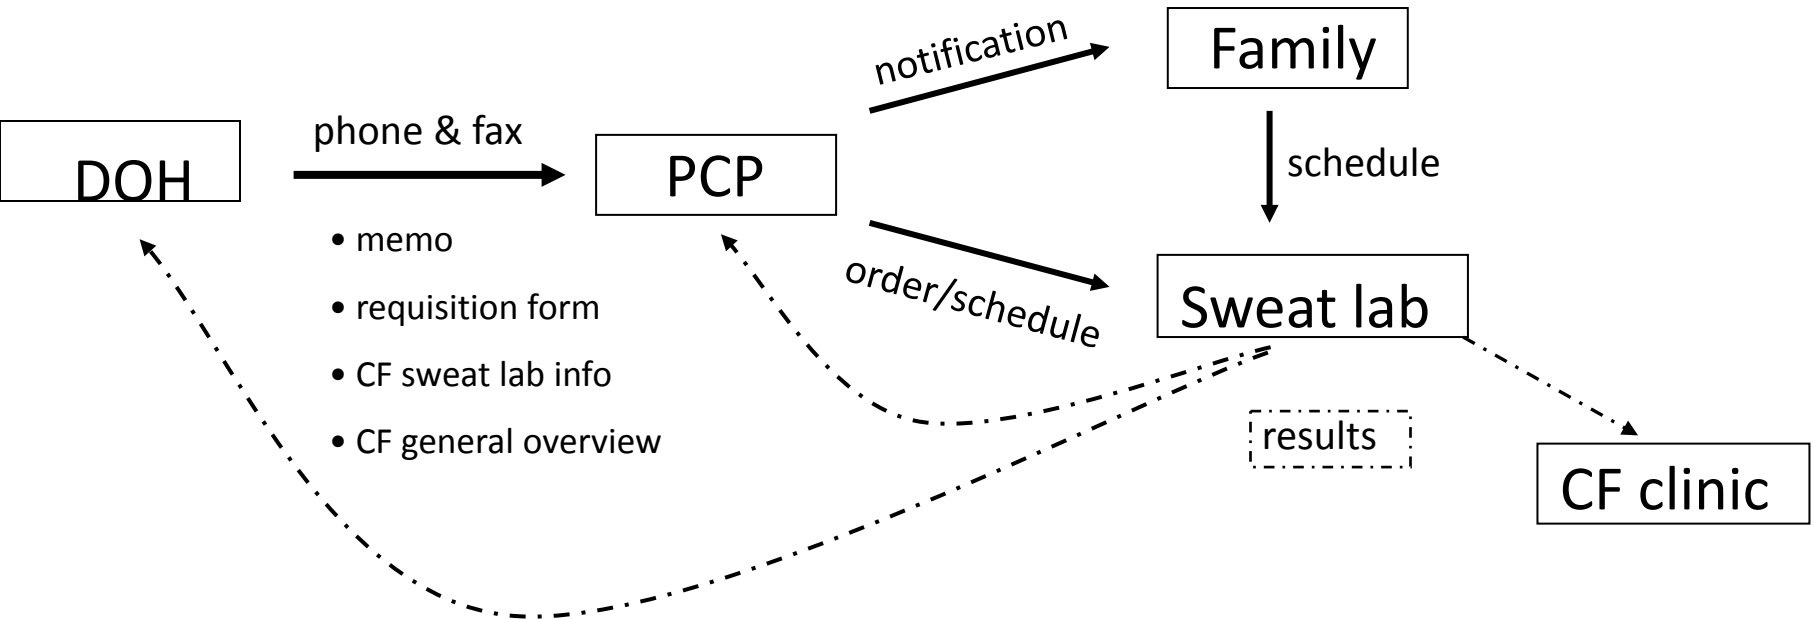 notification
Family
phone & fax
DOH
PCP
schedule
• memo
order/schedule
• requisition form
Sweat lab
• CF sweat lab info
• CF general overview
results
CF clinic